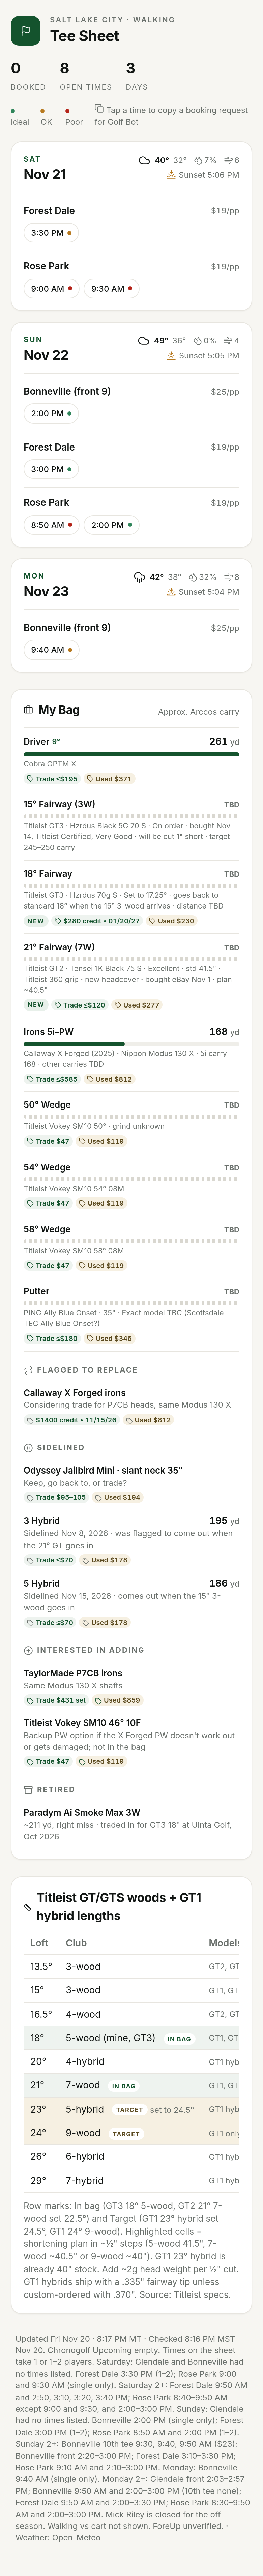 SALT LAKE CITY · WALKING
Tee Sheet
0
BOOKED
8
OPEN TIMES
3
DAYS
Ideal
OK
Poor
Tap a time to copy a booking request
for Golf Bot
SAT
Nov 21
40° 32° 7% 6
Sunset 5:06 PM
Forest Dale
$19/pp
3:30 PM
Rose Park
$19/pp
9:00 AM
9:30 AM
SUN
Nov 22
49° 36° 0% 4
Sunset 5:05 PM
Bonneville (front 9)
$25/pp
2:00 PM
Forest Dale
$19/pp
3:00 PM
Rose Park
$19/pp
8:50 AM
2:00 PM
MON
Nov 23
42° 38° 32% 8
Sunset 5:04 PM
Bonneville (front 9)
$25/pp
9:40 AM
My Bag
Approx. Arccos carry
Driver 9°
261 yd
Cobra OPTM X
Trade ≤$195
Used $371
15° Fairway (3W)
TBD
Titleist GT3 · Hzrdus Black 5G 70 S · On order · bought Nov
14, Titleist Certified, Very Good · will be cut 1" short · target
245–250 carry
18° Fairway
TBD
Titleist GT3 · Hzrdus 70g S · Set to 17.25° · goes back to
standard 18° when the 15° 3-wood arrives · distance TBD
NEW
$280 credit • 01/20/27
Used $230
21° Fairway (7W)
TBD
Titleist GT2 · Tensei 1K Black 75 S · Excellent · std 41.5" ·
Titleist 360 grip · new headcover · bought eBay Nov 1 · plan
~40.5"
NEW
Trade ≤$120
Used $277
Irons 5i–PW
168 yd
Callaway X Forged (2025) · Nippon Modus 130 X · 5i carry
168 · other carries TBD
Trade ≤$585
Used $812
50° Wedge
TBD
Titleist Vokey SM10 50° · grind unknown
Trade $47
Used $119
54° Wedge
TBD
Titleist Vokey SM10 54° 08M
Trade $47
Used $119
58° Wedge
TBD
Titleist Vokey SM10 58° 08M
Trade $47
Used $119
Putter
TBD
PING Ally Blue Onset · 35" · Exact model TBC (Scottsdale
TEC Ally Blue Onset?)
Trade ≤$180
Used $346
FLAGGED TO REPLACE
Callaway X Forged irons
Considering trade for P7CB heads, same Modus 130 X
$1400 credit • 11/15/26
Used $812
SIDELINED
Odyssey Jailbird Mini · slant neck 35"
Keep, go back to, or trade?
Trade $95–105
Used $194
3 Hybrid
195 yd
Sidelined Nov 8, 2026 · was flagged to come out when
the 21° GT goes in
Trade ≤$70
Used $178
5 Hybrid
186 yd
Sidelined Nov 15, 2026 · comes out when the 15° 3-
wood goes in
Trade ≤$70
Used $178
INTERESTED IN ADDING
TaylorMade P7CB irons
Same Modus 130 X shafts
Trade $431 set
Used $859
Titleist Vokey SM10 46° 10F
Backup PW option if the X Forged PW doesn't work out
or gets damaged; not in the bag
Trade $47
Used $119
RETIRED
Paradym Ai Smoke Max 3W
~211 yd, right miss · traded in for GT3 18° at Uinta Golf,
Oct 2026
Titleist GT/GTS woods + GT1
hybrid lengths
Loft Club Models
13.5° 3-wood GT2, GT
15° 3-wood GT1, GT
16.5° 4-wood GT2, GT
18° 5-wood (mine, GT3) IN BAG GT1, GT
20° 4-hybrid GT1 hyb
21° 7-wood IN BAG GT1, GT
23° 5-hybrid TARGET set to 24.5° GT1 hyb
24° 9-wood TARGET GT1 only
26° 6-hybrid GT1 hyb
29° 7-hybrid GT1 hyb
Row marks: In bag (GT3 18° 5-wood, GT2 21° 7-
wood set 22.5°) and Target (GT1 23° hybrid set
24.5°, GT1 24° 9-wood). Highlighted cells =
shortening plan in ~½" steps (5-wood 41.5", 7-
wood ~40.5" or 9-wood ~40"). GT1 23° hybrid is
already 40" stock. Add ~2g head weight per ½" cut.
GT1 hybrids ship with a .335" fairway tip unless
custom-ordered with .370". Source: Titleist specs.
Updated Fri Nov 20 · 8:17 PM MT · Checked 8:16 PM MST
Nov 20. Chronogolf Upcoming empty. Times on the sheet
take 1 or 1–2 players. Saturday: Glendale and Bonneville had
no times listed. Forest Dale 3:30 PM (1–2); Rose Park 9:00
and 9:30 AM (single only). Saturday 2+: Forest Dale 9:50 AM
and 2:50, 3:10, 3:20, 3:40 PM; Rose Park 8:40–9:50 AM
except 9:00 and 9:30, and 2:00–3:00 PM. Sunday: Glendale
had no times listed. Bonneville 2:00 PM (single only); Forest
Dale 3:00 PM (1–2); Rose Park 8:50 AM and 2:00 PM (1–2).
Sunday 2+: Bonneville 10th tee 9:30, 9:40, 9:50 AM ($23);
Bonneville front 2:20–3:00 PM; Forest Dale 3:10–3:30 PM;
Rose Park 9:10 AM and 2:10–3:00 PM. Monday: Bonneville
9:40 AM (single only). Monday 2+: Glendale front 2:03–2:57
PM; Bonneville 9:50 AM and 2:00–3:00 PM (10th tee none);
Forest Dale 9:50 AM and 2:00–3:30 PM; Rose Park 8:30–9:50
AM and 2:00–3:00 PM. Mick Riley is closed for the off
season. Walking vs cart not shown. ForeUp unverified. ·
Weather: Open-Meteo